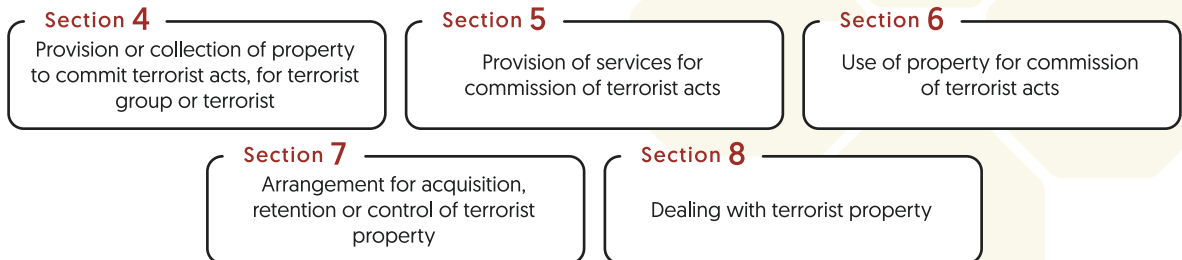 Section 4
Provision or collection of property
to commit terrorist acts, for terrorist
group or terrorist
Section 5
Provision of services for
commission of terrorist acts
Section 6
Use of property for commission
of terrorist acts
Section 7
Arrangement for acquisition,
retention or control of terrorist
property
Section 8
Dealing with terrorist property